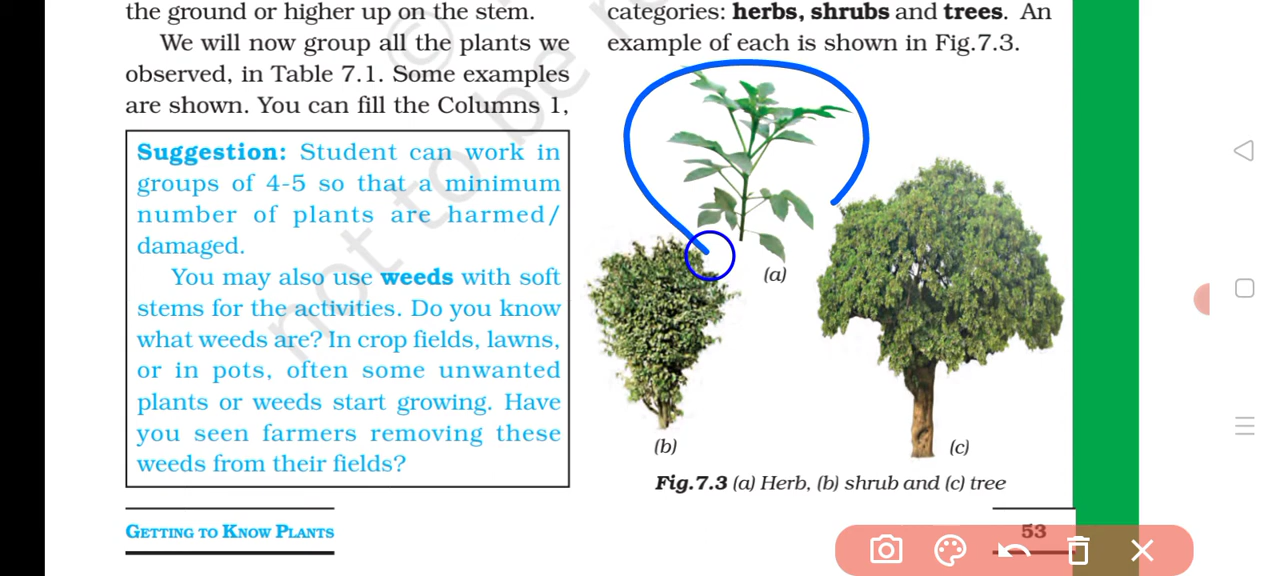 the ground or higher up on the stem.
We will now group all the plants we
observed, in Table 7.1. Some examples
are shown. You can fill the Columns 1,
Suggestion: Student can work in
groups of 4-5 so that a minimum
number of plants are harmed/
damaged.
You may also use weeds with soft
stems for the activities. Do you know
what weeds are? In crop fields, lawns,
or in pots, often some unwanted
plants or weeds start growing. Have
you seen farmers removing these
weeds from their fields?
categories: herbs, shrubs and trees. An
example of each is shown in Fig.7.3.
(a)
(b)
(c)
Fig.7.3 (a) Herb, (b) shrub and (c) tree
GETTING TO KNOW PLANTS
53
© not to be r